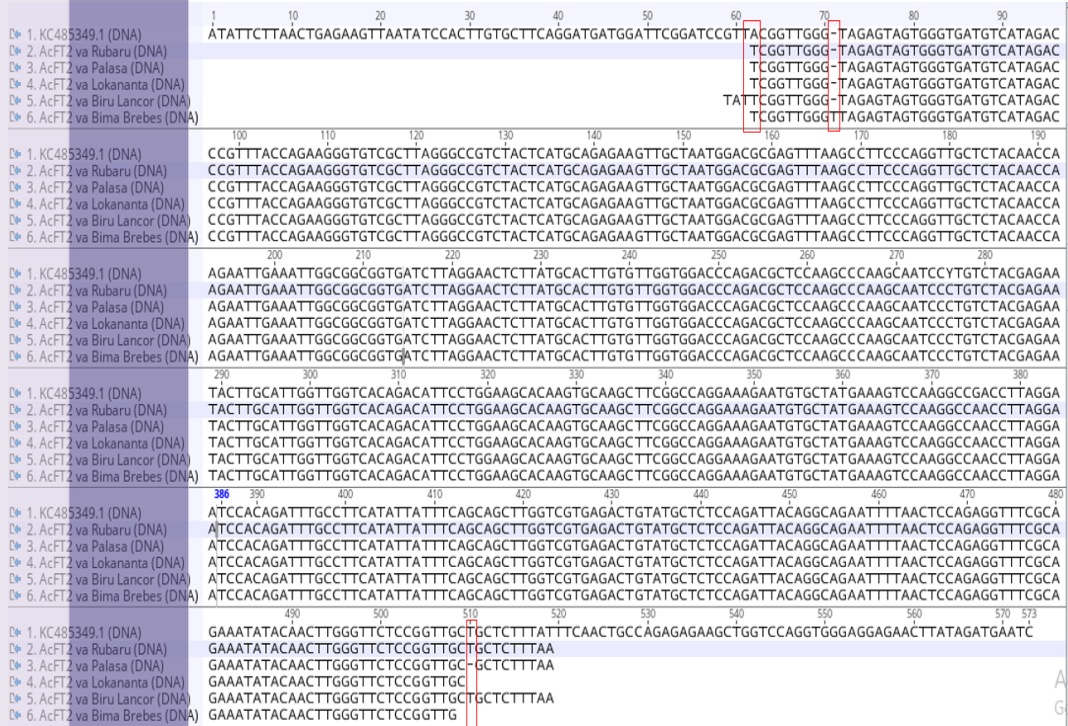 1 10 20 30 40 50 60 70 80 90
1. KC485349.1 (DNA) ATATTCTTAACTGAGAAGTTAATATCCACTTGTGCTTCAGGATGATGGATTCGGATCCGTTACGGTTGGG-TAGAGTAGTGGGTGATGTCATAGAC
2. AcFT2 va Rubaru (DNA) TCGGTTGGG-TAGAGTAGTGGGTGATGTCATAGAC
3. AcFT2 va Palasa (DNA) TCGGTTGGG-TAGAGTAGTGGGTGATGTCATAGAC
4. AcFT2 va Lokananta (DNA) TCGGTTGGG-TAGAGTAGTGGGTGATGTCATAGAC
5. AcFT2 va Biru Lancor (DNA) TATTCGGTTGGG-TAGAGTAGTGGGTGATGTCATAGAC
6. AcFT2 va Bima Brebes (DNA) TCGGTTGGGTTAGAGTAGTGGGTGATGTCATAGAC
100 110 120 130 140 150 160 170 180 190
1. KC485349.1 (DNA) CCGTTTACCAGAAGGGTGTCGCTTAGGGCCGTCTACTCATGCAGAGAAGTTGCTAATGGACGCGAGTTTAAGCCTTCCCAGGTTGCTCTACAACCA
2. AcFT2 va Rubaru (DNA) CCGTTTACCAGAAGGGTGTCGCTTAGGGCCGTCTACTCATGCAGAGAAGTTGCTAATGGACGCGAGTTTAAGCCTTCCCAGGTTGCTCTACAACCA
3. AcFT2 va Palasa (DNA) CCGTTTACCAGAAGGGTGTCGCTTAGGGCCGTCTACTCATGCAGAGAAGTTGCTAATGGACGCGAGTTTAAGCCTTCCCAGGTTGCTCTACAACCA
4. AcFT2 va Lokananta (DNA) CCGTTTACCAGAAGGGTGTCGCTTAGGGCCGTCTACTCATGCAGAGAAGTTGCTAATGGACGCGAGTTTAAGCCTTCCCAGGTTGCTCTACAACCA
5. AcFT2 va Biru Lancor (DNA) CCGTTTACCAGAAGGGTGTCGCTTAGGGCCGTCTACTCATGCAGAGAAGTTGCTAATGGACGCGAGTTTAAGCCTTCCCAGGTTGCTCTACAACCA
6. AcFT2 va Bima Brebes (DNA) CCGTTTACCAGAAGGGTGTCGCTTAGGGCCGTCTACTCATGCAGAGAAGTTGCTAATGGACGCGAGTTTAAGCCTTCCCAGGTTGCTCTACAACCA
200 210 220 230 240 250 260 270 280
1. KC485349.1 (DNA) AGAATTGAAATTGGCGGCGGTGATCTTAGGAACTCTTATGCACTTGTGTTGGTGGACCCAGACGCTCCAAGCCCAAGCAATCCYTGTCTACGAGAA
2. AcFT2 va Rubaru (DNA) AGAATTGAAATTGGCGGCGGTGATCTTAGGAACTCTTATGCACTTGTGTTGGTGGACCCAGACGCTCCAAGCCCAAGCAATCCCTGTCTACGAGAA
3. AcFT2 va Palasa (DNA) AGAATTGAAATTGGCGGCGGTGATCTTAGGAACTCTTATGCACTTGTGTTGGTGGACCCAGACGCTCCAAGCCCAAGCAATCCCTGTCTACGAGAA
4. AcFT2 va Lokananta (DNA) AGAATTGAAATTGGCGGCGGTGATCTTAGGAACTCTTATGCACTTGTGTTGGTGGACCCAGACGCTCCAAGCCCAAGCAATCCCTGTCTACGAGAA
5. AcFT2 va Biru Lancor (DNA) AGAATTGAAATTGGCGGCGGTGATCTTAGGAACTCTTATGCACTTGTGTTGGTGGACCCAGACGCTCCAAGCCCAAGCAATCCCTGTCTACGAGAA
6. AcFT2 va Bima Brebes (DNA) AGAATTGAAATTGGCGGCGGTGATCTTAGGAACTCTTATGCACTTGTGTTGGTGGACCCAGACGCTCCAAGCCCAAGCAATCCCTGTCTACGAGAA
290 300 310 320 330 340 350 360 370 380
1. KC485349.1 (DNA) TACTTGCATTGGTTGGTCACAGACATTCCTGGAAGCACAAGTGCAAGCTTCGGCCAGGAAAGAATGTGCTATGAAAGTCCAAGGCCGACCTTAGGA
2. AcFT2 va Rubaru (DNA) TACTTGCATTGGTTGGTCACAGACATTCCTGGAAGCACAAGTGCAAGCTTCGGCCAGGAAAGAATGTGCTATGAAAGTCCAAGGCCAACCTTAGGA
3. AcFT2 va Palasa (DNA) TACTTGCATTGGTTGGTCACAGACATTCCTGGAAGCACAAGTGCAAGCTTCGGCCAGGAAAGAATGTGCTATGAAAGTCCAAGGCCAACCTTAGGA
4. AcFT2 va Lokananta (DNA) TACTTGCATTGGTTGGTCACAGACATTCCTGGAAGCACAAGTGCAAGCTTCGGCCAGGAAAGAATGTGCTATGAAAGTCCAAGGCCAACCTTAGGA
5. AcFT2 va Biru Lancor (DNA) TACTTGCATTGGTTGGTCACAGACATTCCTGGAAGCACAAGTGCAAGCTTCGGCCAGGAAAGAATGTGCTATGAAAGTCCAAGGCCAACCTTAGGA
6. AcFT2 va Bima Brebes (DNA) TACTTGCATTGGTTGGTCACAGACATTCCTGGAAGCACAAGTGCAAGCTTCGGCCAGGAAAGAATGTGCTATGAAAGTCCAAGGCCAACCTTAGGA
386 390 400 410 420 430 440 450 460 470 480
1. KC485349.1 (DNA) ATCCACAGATTTGCCTTCATATTATTTCAGCAGCTTGGTCGTGAGACTGTATGCTCTCCAGATTACAGGCAGAATTTTAACTCCAGAGGTTTCGCA
2. AcFT2 va Rubaru (DNA) ATCCACAGATTTGCCTTCATATTATTTCAGCAGCTTGGTCGTGAGACTGTATGCTCTCCAGATTACAGGCAGAATTTTAACTCCAGAGGTTTCGCA
3. AcFT2 va Palasa (DNA) ATCCACAGATTTGCCTTCATATTATTTCAGCAGCTTGGTCGTGAGACTGTATGCTCTCCAGATTACAGGCAGAATTTTAACTCCAGAGGTTTCGCA
4. AcFT2 va Lokananta (DNA) ATCCACAGATTTGCCTTCATATTATTTCAGCAGCTTGGTCGTGAGACTGTATGCTCTCCAGATTACAGGCAGAATTTTAACTCCAGAGGTTTCGCA
5. AcFT2 va Biru Lancor (DNA) ATCCACAGATTTGCCTTCATATTATTTCAGCAGCTTGGTCGTGAGACTGTATGCTCTCCAGATTACAGGCAGAATTTTAACTCCAGAGGTTTCGCA
6. AcFT2 va Bima Brebes (DNA) ATCCACAGATTTGCCTTCATATTATTTCAGCAGCTTGGTCGTGAGACTGTATGCTCTCCAGATTACAGGCAGAATTTTAACTCCAGAGGTTTCGCA
490 500 510 520 530 540 550 560 570 573
1. KC485349.1 (DNA) GAAATATACAACTTGGGTTCTCCGGTTGCTGCTCTTTATTTCAACTGCCAGAGAGAAGCTGGTCCAGGTGGGAGGAGAACTTATAGATGAATC
2. AcFT2 va Rubaru (DNA) GAAATATACAACTTGGGTTCTCCGGTTGCTGCTCTTTAA
3. AcFT2 va Palasa (DNA) GAAATATACAACTTGGGTTCTCCGGTTGC-GCTCTTTAA
4. AcFT2 va Lokananta (DNA) GAAATATACAACTTGGGTTCTCCGGTTGC
5. AcFT2 va Biru Lancor (DNA) GAAATATACAACTTGGGTTCTCCGGTTGCTGCTCTTTAA
6. AcFT2 va Bima Brebes (DNA) GAAATATACAACTTGGGTTCTCCGGTTG